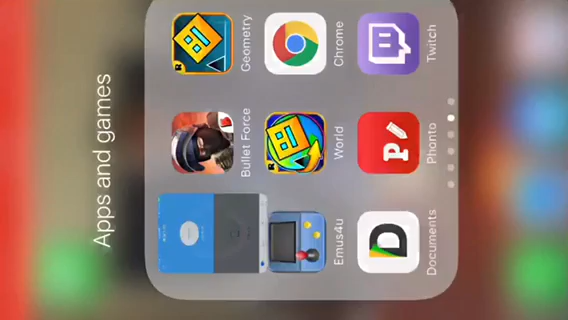 Apps and games
Bullet Force
Geometry
Emus4u
World
Chrome
Documents
Phonto
Twitch